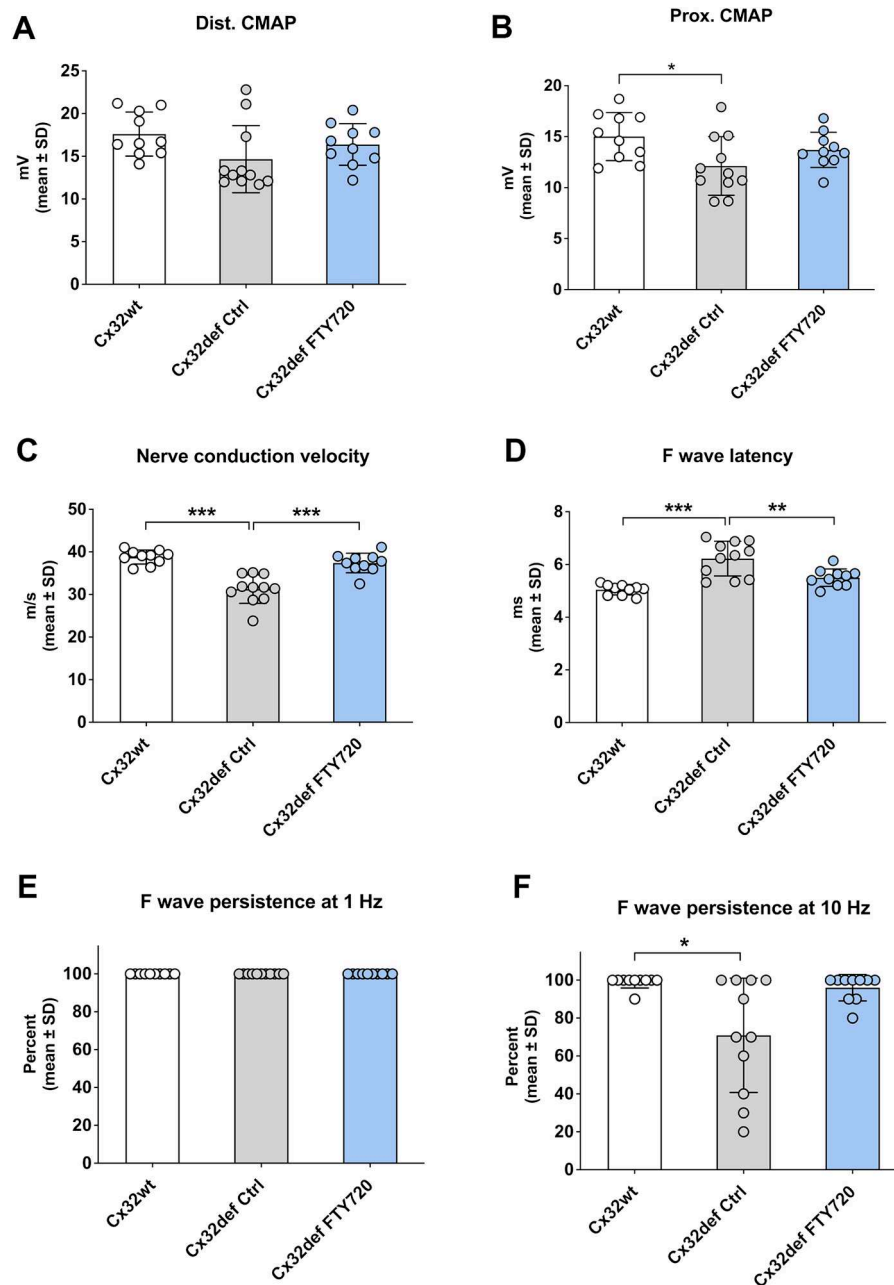 A
Dist. CMAP
mV
(mean ± SD)
25
20
15
10
5
0
Cx32wt
Cx32def Ctrl
Cx32def FTY720
B
Prox. CMAP
mV
(mean ± SD)
20
15
10
5
0
*
Cx32wt
Cx32def Ctrl
Cx32def FTY720
C
Nerve conduction velocity
m/s
(mean ± SD)
50
40
30
20
10
0
***
***
Cx32wt
Cx32def Ctrl
Cx32def FTY720
D
F wave latency
ms
(mean ± SD)
8
6
4
2
0
***
**
Cx32wt
Cx32def Ctrl
Cx32def FTY720
E
F wave persistence at 1 Hz
Percent
(mean ± SD)
100
80
60
40
20
0
Cx32wt
Cx32def Ctrl
Cx32def FTY720
F
F wave persistence at 10 Hz
Percent
(mean ± SD)
100
80
60
40
20
0
*
Cx32wt
Cx32def Ctrl
Cx32def FTY720